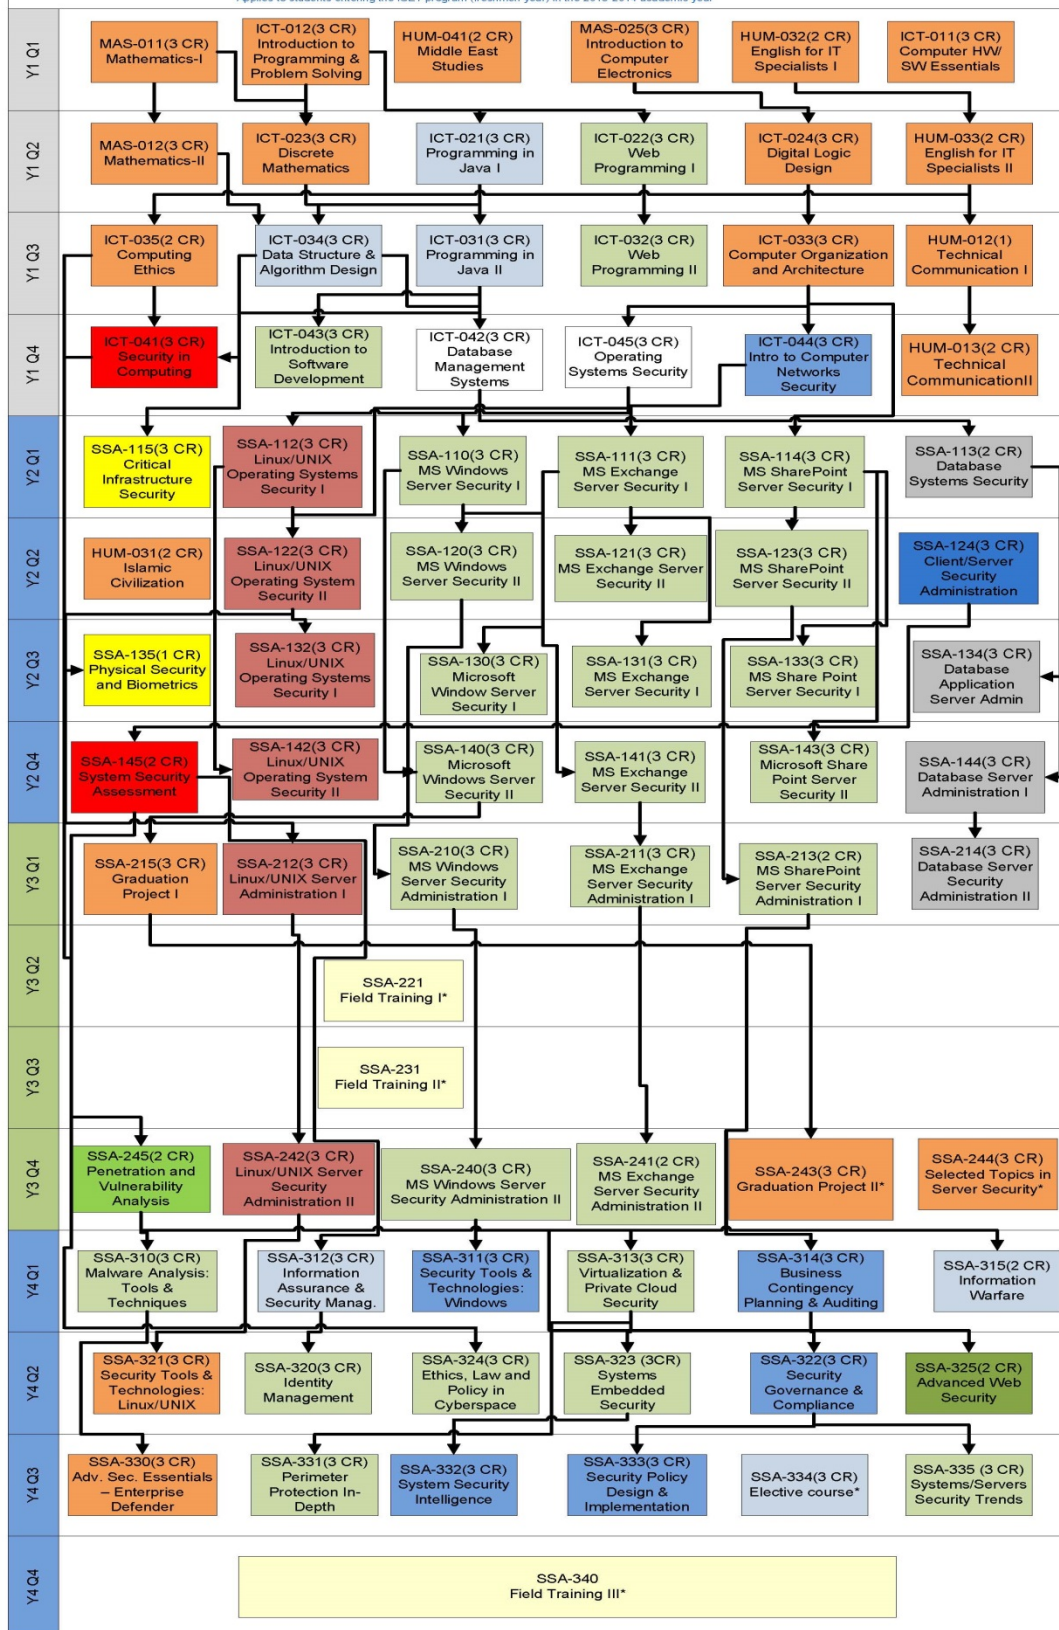 Applies to students entering the
program (freshmen year) in the
academic year
Y1 Q1
MAS-011(3 CR)
Mathematics-I
ICT-012(3 CR)
Introduction to
Programming &
Problem Solving
HUM-041(2 CR)
Middle East
Studies
MAS-025(3 CR)
Introduction to
Computer
Electronics
HUM-032(2 CR)
English for IT
Specialists I
ICT-011(3 CR)
Computer HW/
SW Essentials
Y1 Q2
MAS-012(3 CR)
Mathematics-II
ICT-023(3 CR)
Discrete
Mathematics
ICT-021(3 CR)
Programming in
Java I
ICT-022(3 CR)
Web
Programming I
ICT-024(3 CR)
Digital Logic
Design
HUM-033(2 CR)
English for IT
Specialists II
Y1 Q3
ICT-035(2 CR)
Computing
Ethics
ICT-034(3 CR)
Data Structure &
Algorithm Design
ICT-031(3 CR)
Programming in
Java II
ICT-032(3 CR)
Web
Programming II
ICT-033(3 CR)
Computer Organization
and Architecture
HUM-012(1)
Technical
Communication I
Y1 Q4
ICT-041(3 CR)
Security in
Computing
ICT-043(3 CR)
Introduction to
Software
Development
ICT-042(3 CR)
Database
Management
Systems
ICT-045(3 CR)
Operating
Systems Security
ICT-044(3 CR)
Intro to Computer
Networks
Security
HUM-013(2 CR)
Technical
CommunicationII
Y2 Q1
SSA-115(3 CR)
Critical
Infrastructure
Security
SSA-112(3 CR)
Linux/UNIX
Operating Systems
Security I
SSA-110(3 CR)
MS Windows
Server Security I
SSA-111(3 CR)
MS Exchange
Server Security I
SSA-114(3 CR)
MS SharePoint
Server Security I
SSA-113(2 CR)
Database
Systems Security
Y2 Q2
HUM-031(2 CR)
Islamic
Civilization
SSA-122(3 CR)
Linux/UNIX
Operating System
Security II
SSA-120(3 CR)
MS Windows
Server Security II
SSA-121(3 CR)
MS Exchange Server
Security II
SSA-123(3 CR)
MS SharePoint
Server Security II
SSA-124(3 CR)
Client/Server
Security
Administration
Y2 Q3
SSA-135(1 CR)
Physical Security
and Biometrics
SSA-132(3 CR)
Linux/UNIX
Operating Systems
Security I
SSA-130(3 CR)
Microsoft
Window Server
Security I
SSA-131(3 CR)
MS Exchange
Server Security I
SSA-133(3 CR)
MS Share Point
Server Security I
SSA-134(3 CR)
Database
Application
Server Admin
Y2 Q4
SSA-145(2 CR)
System Security
Assessment
SSA-142(3 CR)
Linux/UNIX
Operating System
Security II
SSA-140(3 CR)
Microsoft
Windows Server
Security II
SSA-141(3 CR)
MS Exchange
Server Security II
SSA-143(3 CR)
Microsoft Share
Point Server
Security II
SSA-144(3 CR)
Database Server
Administration I
Y3 Q1
SSA-215(3 CR)
Graduation
Project I
SSA-212(3 CR)
Linux/UNIX Server
Administration I
SSA-210(3 CR)
MS Windows
Server Security
Administration I
SSA-211(3 CR)
MS Exchange
Server Security
Administration I
SSA-213(2 CR)
MS SharePoint
Server Security
Administration I
SSA-214(3 CR)
Database Server
Security
Administration II
Y3 Q2
SSA-221
Field Training I*
Y3 Q3
SSA-231
Field Training II*
Y3 Q4
SSA-245(2 CR)
Penetration and
Vulnerability
Analysis
SSA-242(3 CR)
Linux/UNIX Server
Security
Administration II
SSA-240(3 CR)
MS Windows Server
Security Administration II
SSA-241(2 CR)
MS Exchange
Server Security
Administration II
SSA-243(3 CR)
Graduation Project II*
SSA-244(3 CR)
Selected Topics in
Server Security*
Y4 Q1
SSA-310(3 CR)
Malware Analysis:
Tools &
Techniques
SSA-312(3 CR)
Information
Assurance &
Security Manag.
SSA-311(3 CR)
Security Tools &
Technologies:
Windows
SSA-313(3 CR)
Virtualization &
Private Cloud
Security
SSA-314(3 CR)
Business
Contingency
Planning & Auditing
SSA-315(2 CR)
Information
Warfare
Y4 Q2
SSA-321(3 CR)
Security Tools &
Technologies:
Linux/UNIX
SSA-320(3 CR)
Identity
Management
SSA-324(3 CR)
Ethics, Law and
Policy in
Cyberspace
SSA-323 (3CR)
Systems
Embedded
Security
SSA-322(3 CR)
Security
Governance &
Compliance
SSA-325(2 CR)
Advanced Web
Security
Y4 Q3
SSA-330(3 CR)
Adv. Sec. Essentials
– Enterprise
Defender
SSA-331(3 CR)
Perimeter
Protection In-
Depth
SSA-332(3 CR)
System Security
Intelligence
SSA-333(3 CR)
Security Policy
Design &
Implementation
SSA-334(3 CR)
Elective course*
SSA-335 (3 CR)
Systems/Servers
Security Trends
Y4 Q4
SSA-340
Field Training III*